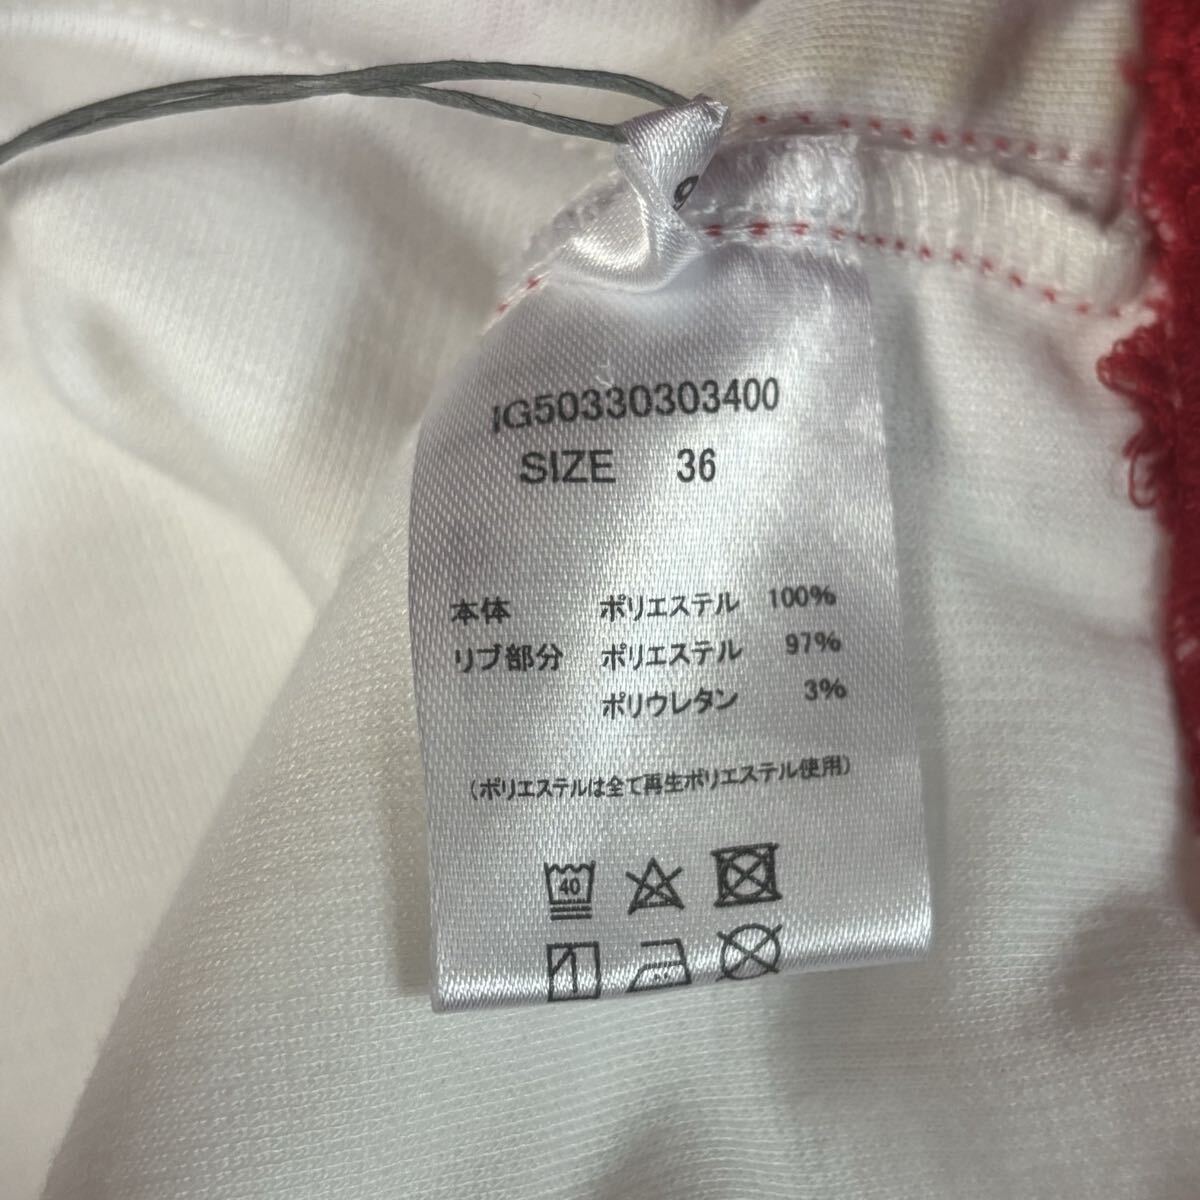 IG50330303400
SIZE 36
本体 ポリエステル 100%
リブ部分 ポリエステル 97%
ポリウレタン 3%
(ポリエステルは全て再生ポリエステル使用)
40